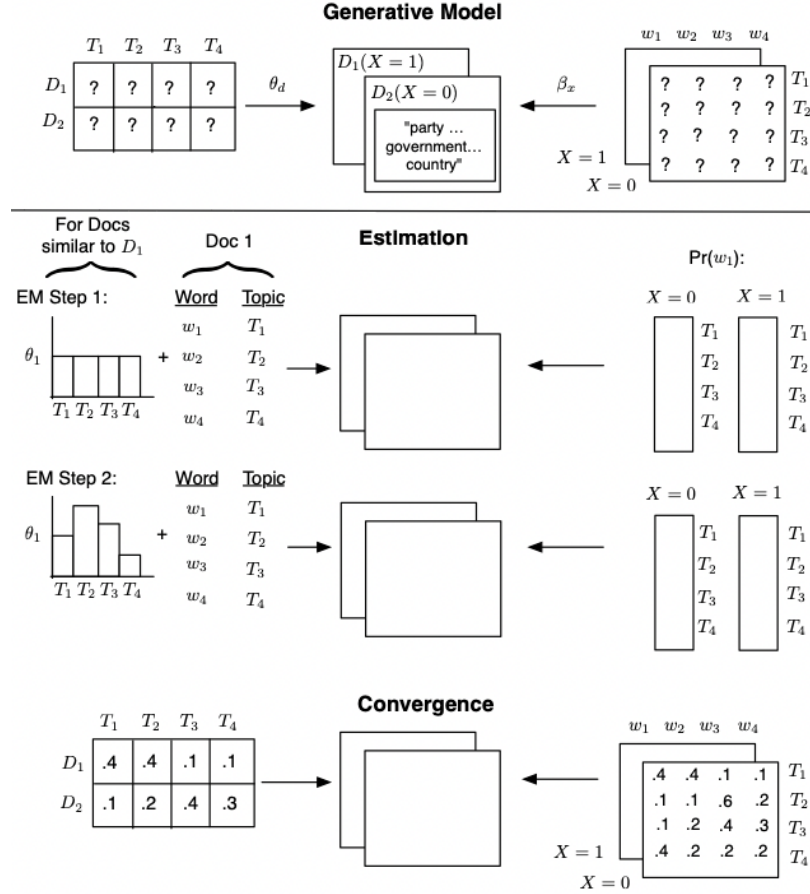 Generative Model
T₁ T₂ T₃ T₄
D₁ ? ? ? ?
D₂ ? ? ? ?
θ_d
D₁(X = 1)
D₂(X = 0)
"party ...
government...
country"
β_x
w₁ w₂ w₃ w₄
? ? ? ? T₁
? ? ? ? T₂
? ? ? ? T₃
? ? ? ? T₄
X = 1
X = 0
For Docs
similar to D₁
Doc 1
Estimation
Pr(w₁):
EM Step 1:
Word Topic
θ₁
T₁ T₂ T₃ T₄
+
w₁ T₁
w₂ T₂
w₃ T₃
w₄ T₄
X = 0 X = 1
T₁ T₁
T₂ T₂
T₃ T₃
T₄ T₄
EM Step 2:
Word Topic
θ₁
T₁ T₂ T₃ T₄
+
w₁ T₁
w₂ T₂
w₃ T₃
w₄ T₄
X = 0 X = 1
T₁ T₁
T₂ T₂
T₃ T₃
T₄ T₄
Convergence
T₁ T₂ T₃ T₄
D₁ .4 .4 .1 .1
D₂ .1 .2 .4 .3
w₁ w₂ w₃ w₄
.4 .4 .1 .1 T₁
.1 .1 .6 .2 T₂
.1 .2 .4 .3 T₃
.4 .2 .2 .2 T₄
X = 1
X = 0